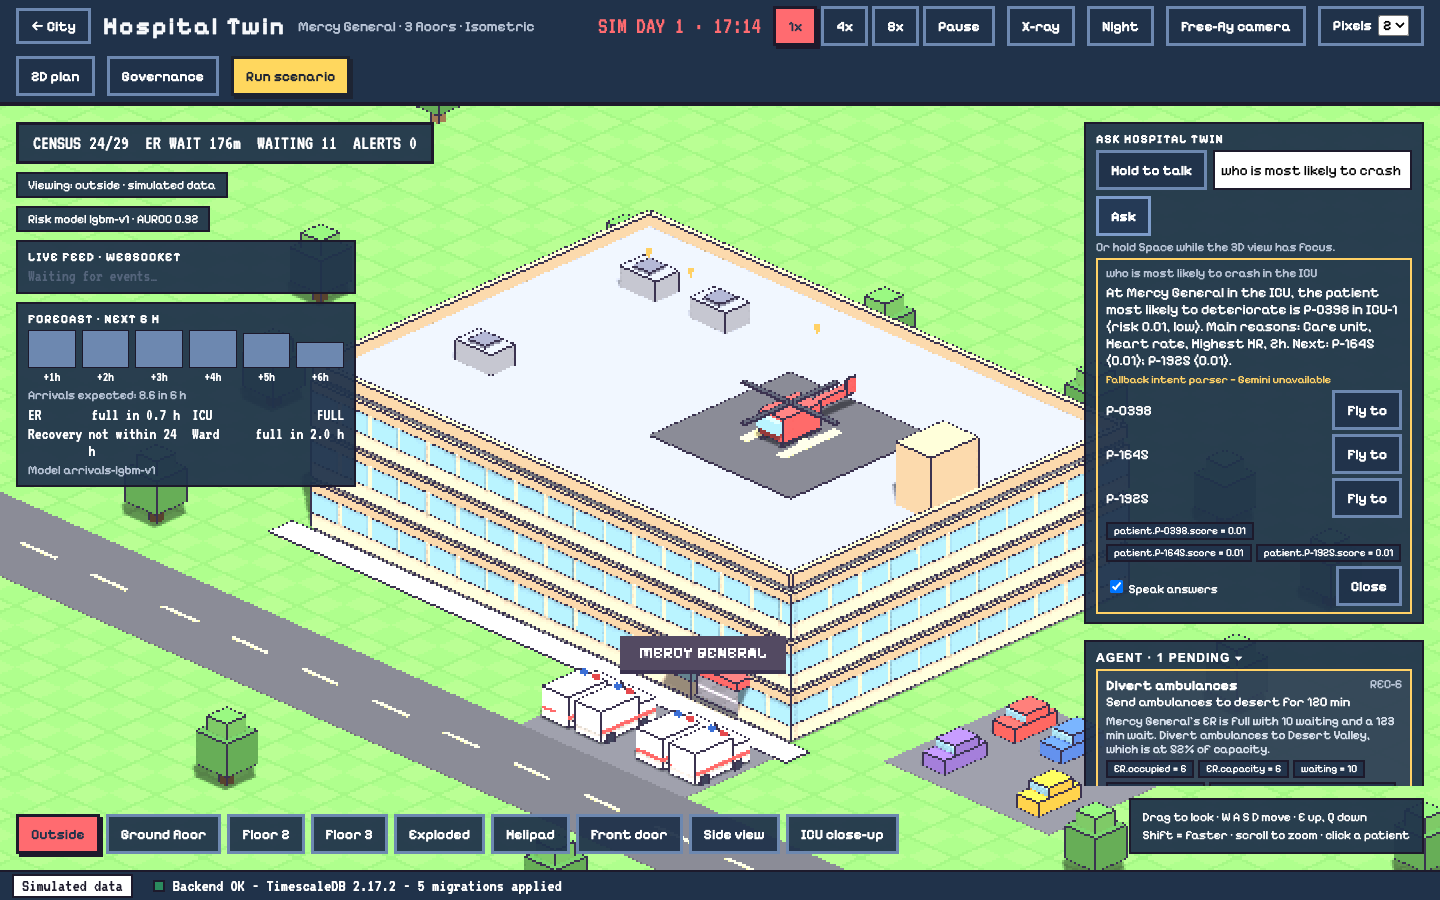 ← City
Hospital Twin
Mercy General · 3 floors · Isometric
SIM DAY 1 · 17:14
1x
4x
8x
Pause
X-ray
Night
Free-fly camera
Pixels 2
2D plan
Governance
Run scenario
CENSUS 24/29 ER WAIT 176m WAITING 11 ALERTS 0
Viewing: outside · simulated data
Risk model lgbm-v1 · AUROC 0.92
LIVE FEED · WEBSOCKET
Waiting for events…
FORECAST · NEXT 6 H
+1h +2h +3h +4h +5h +6h
Arrivals expected: 8.6 in 6 h
ER full in 0.7 h ICU FULL
Recovery not within 24 h Ward full in 2.0 h
Model arrivals-lgbm-v1
ASK HOSPITAL TWIN
Hold to talk
who is most likely to crash
Ask
Or hold Space while the 3D view has focus.
who is most likely to crash in the ICU
At Mercy General in the ICU, the patient
most likely to deteriorate is P-0398 in ICU-1
(risk 0.01, low). Main reasons: Care unit,
Heart rate, Highest HR, 2h. Next: P-1645
(0.01); P-1925 (0.01).
Fallback intent parser - Gemini unavailable
P-0398 Fly to
P-1645 Fly to
P-1925 Fly to
patient.P-0398.score = 0.01
patient.P-1645.score = 0.01 patient.P-1925.score = 0.01
Speak answers
Close
AGENT · 1 PENDING
Divert ambulances REC-6
Send ambulances to desert for 120 min
Mercy General's ER is full with 10 waiting and a 123
min wait. Divert ambulances to Desert Valley,
which is at 82% of capacity.
ER.occupied = 6 ER.capacity = 6 waiting = 10
MERCY GENERAL
Outside
Ground floor
Floor 2
Floor 3
Exploded
Helipad
Front door
Side view
ICU close-up
Drag to look · W A S D move · E up, Q down
Shift = faster · scroll to zoom · click a patient
Simulated data
Backend OK - TimescaleDB 2.17.2 - 5 migrations applied